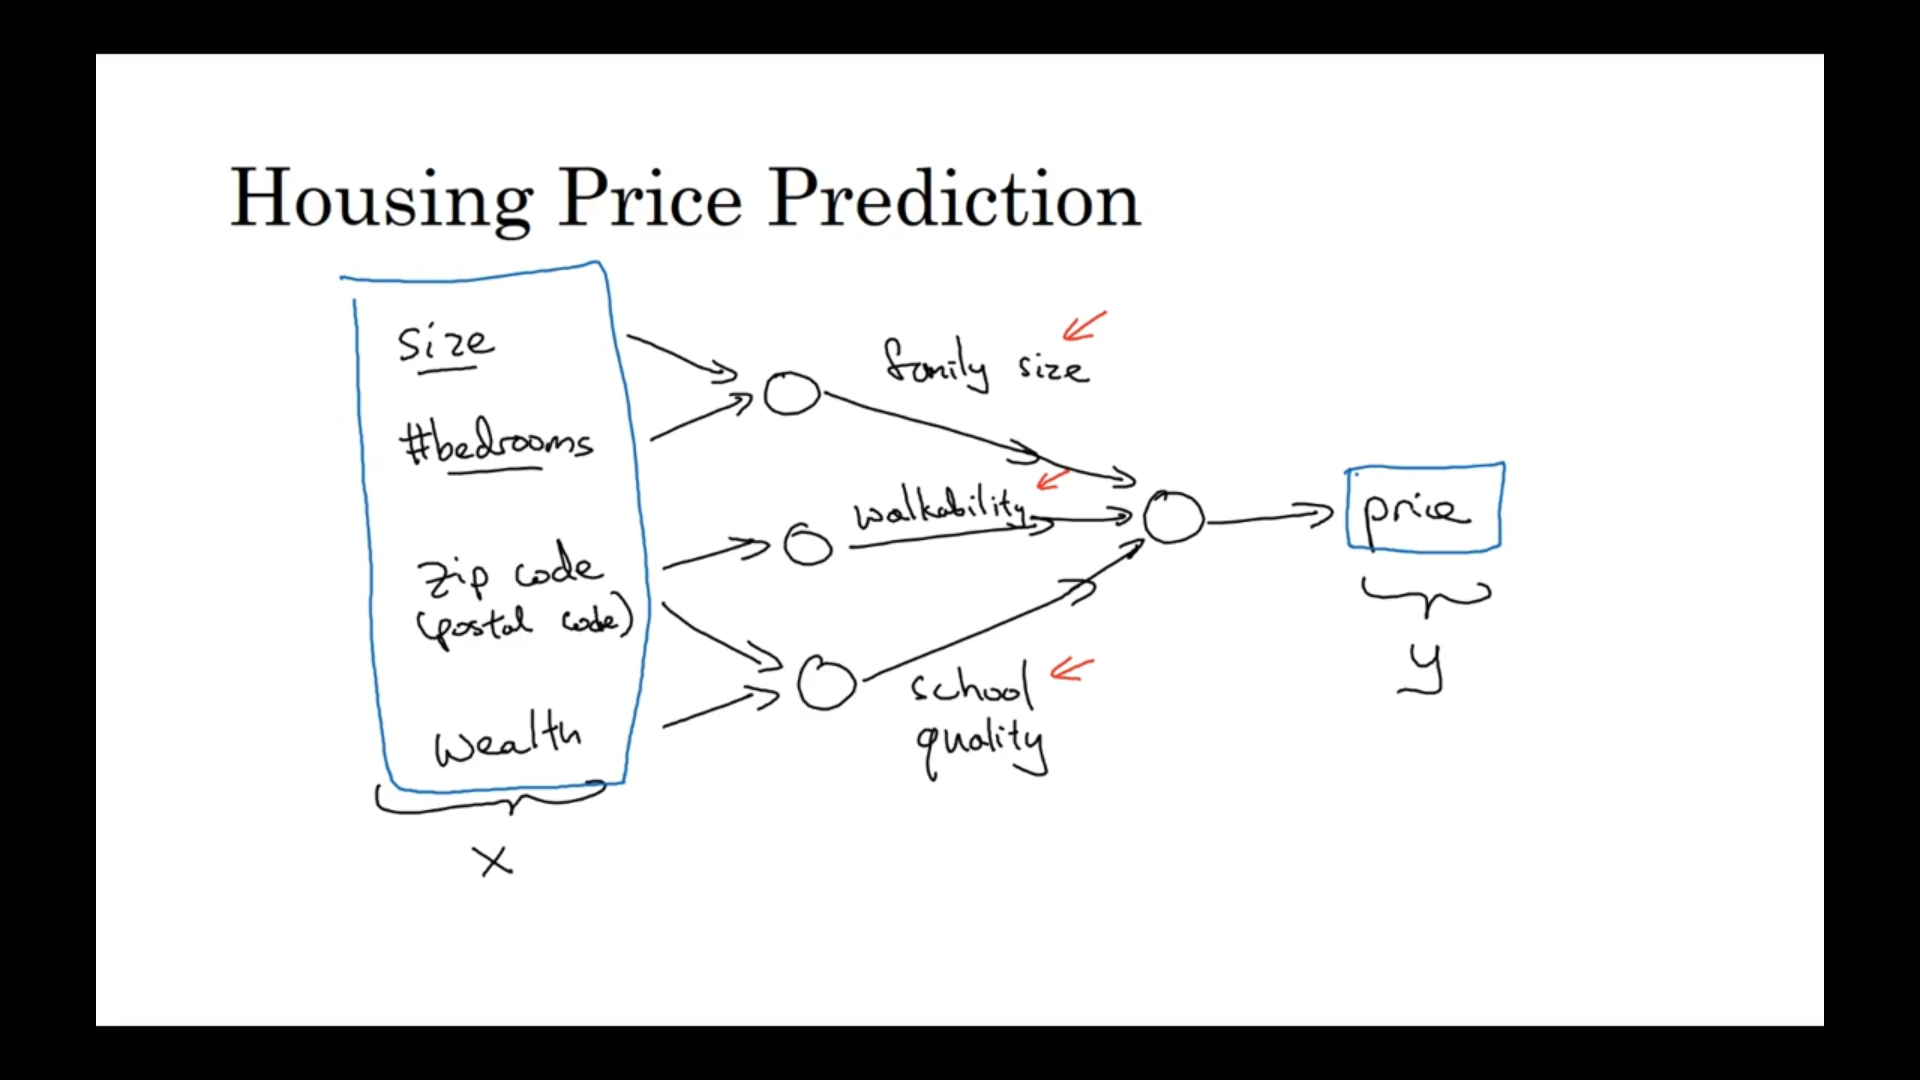 Housing Price Prediction
size
#bedrooms
zip code
(postal code)
wealth
x
family size
walkability
school
quality
price
y